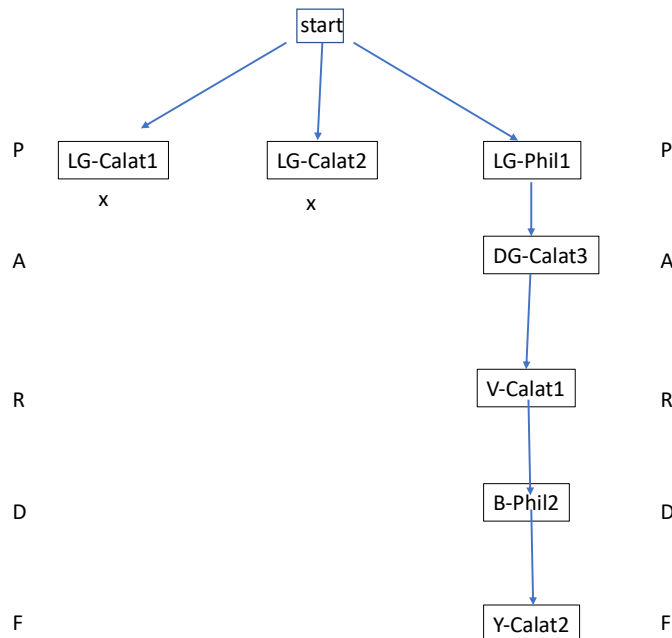 start
P LG-Calat1 LG-Calat2 LG-Phil1 P
x x
A DG-Calat3 A
R V-Calat1 R
D B-Phil2 D
F Y-Calat2 F